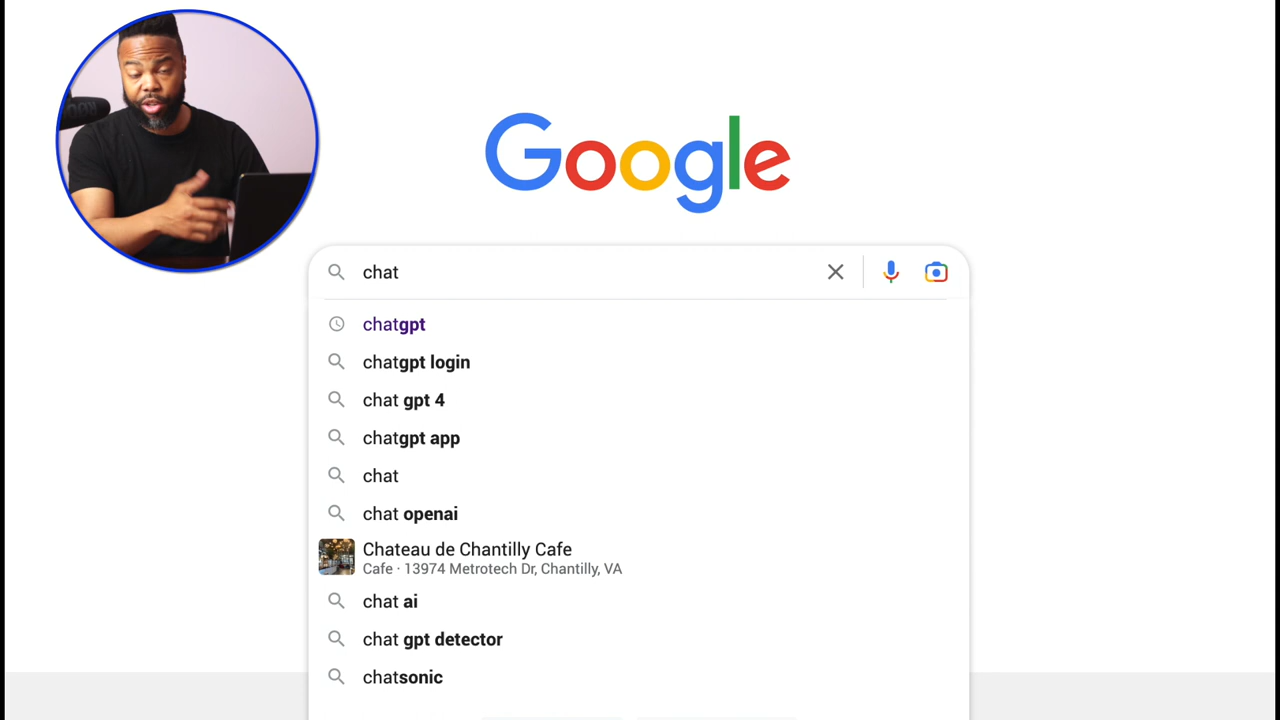 Google
chat
chatgpt
chatgpt login
chat gpt 4
chatgpt app
chat
chat openai
Chateau de Chantilly Cafe
Cafe · 13974 Metrotech Dr, Chantilly, VA
chat ai
chat gpt detector
chatsonic